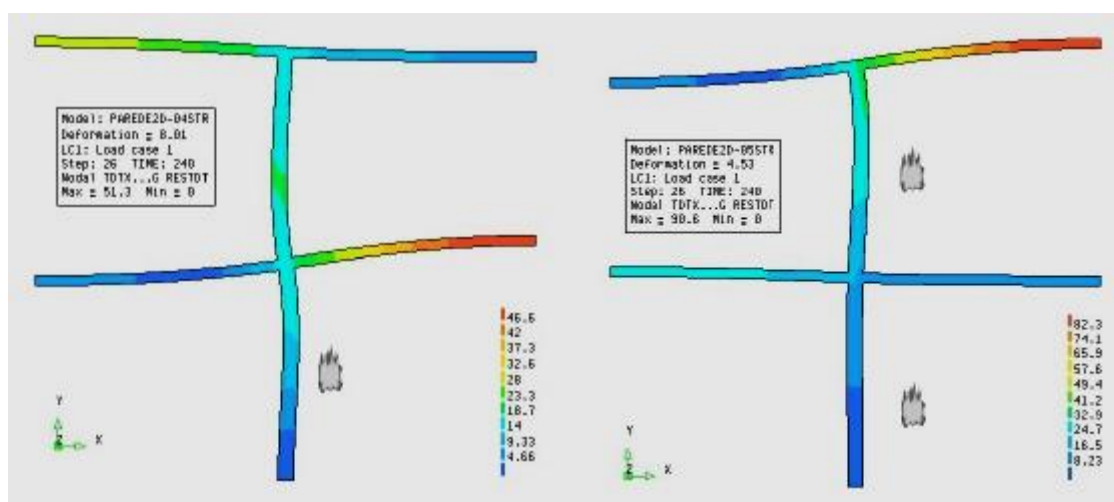 Model: PAREDE2D-04STR
Deformation = 8.01
LC1: Load case 1
Step: 26 TIME: 240
Nodal TDTX...G RESTDT
Max = 51.3 Min = 0
46.6
42
37.3
32.6
28
23.3
18.7
14
9.33
4.66
Y
Z X
Model: PAREDE2D-05STR
Deformation = 4.53
LC1: Load case 1
Step: 26 TIME: 240
Nodal TDTX...G RESTDT
Max = 90.6 Min = 0
82.3
74.1
65.9
57.6
49.4
41.2
32.9
24.7
16.5
8.23
Y
Z X